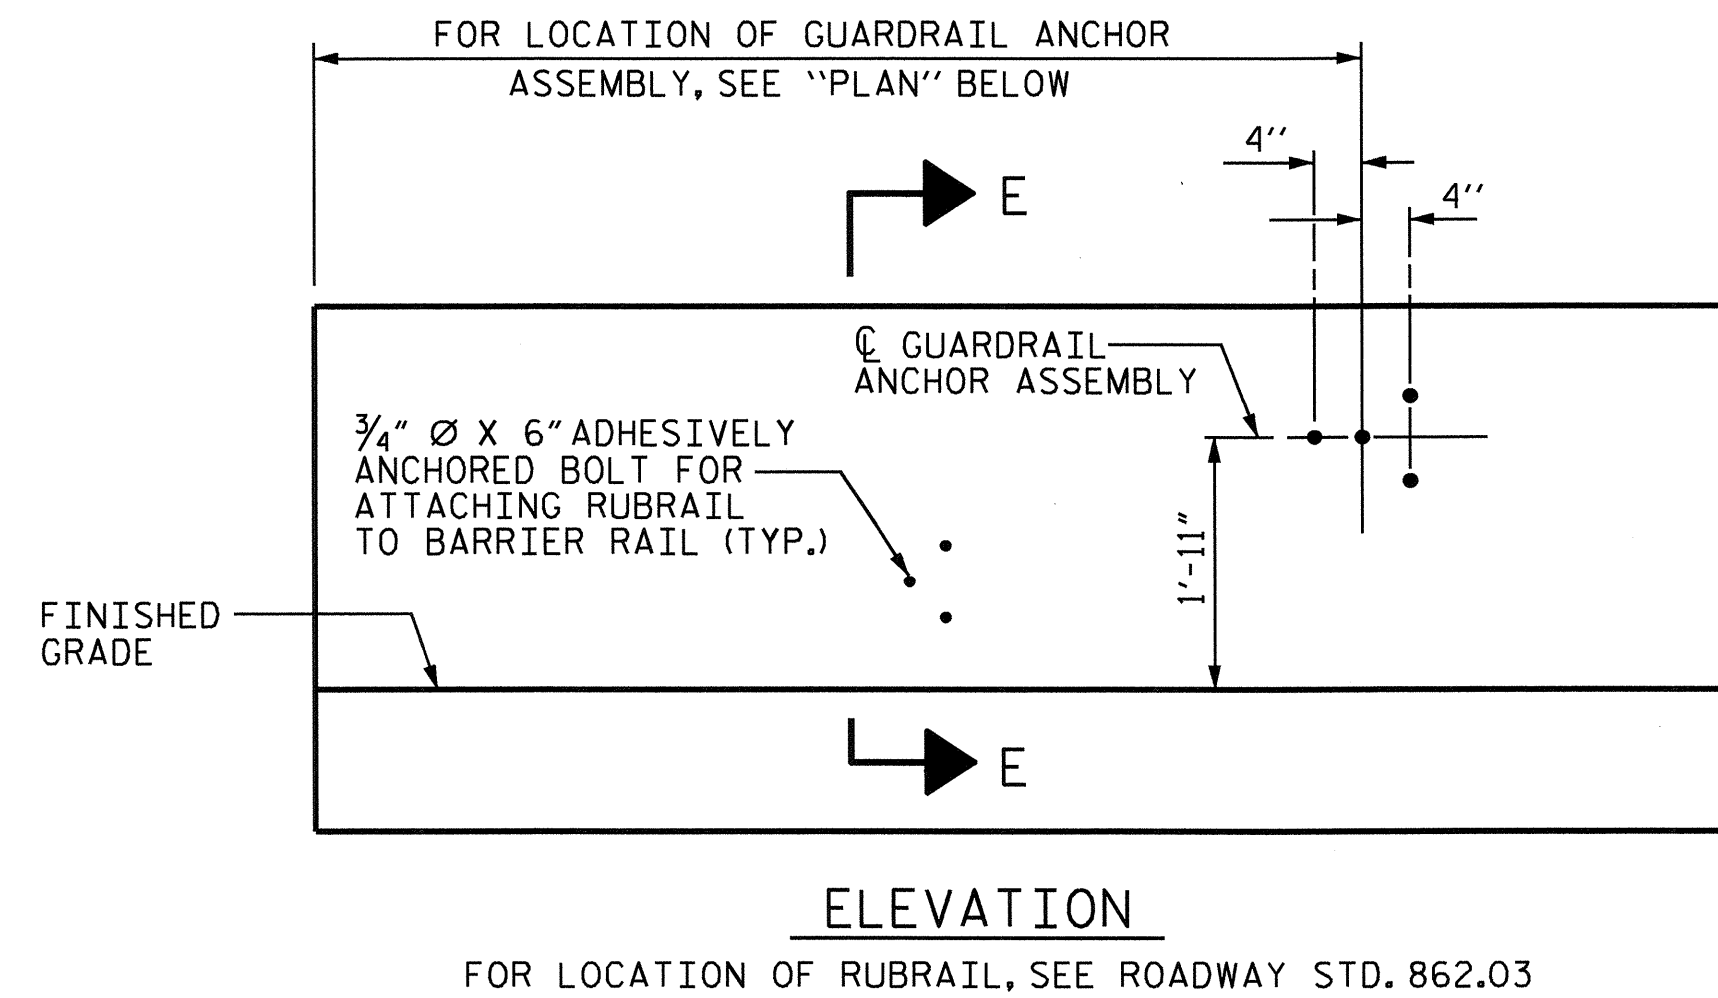 FOR LOCATION OF GUARDRAIL ANCHOR
ASSEMBLY, SEE "PLAN" BELOW
4"
4"
E
℄ GUARDRAIL
ANCHOR ASSEMBLY
3/4" Ø X 6" ADHESIVELY
ANCHORED BOLT FOR
ATTACHING RUBRAIL
TO BARRIER RAIL (TYP.)
1'-11"
FINISHED
GRADE
E
ELEVATION
FOR LOCATION OF RUBRAIL, SEE ROADWAY STD. 862.03